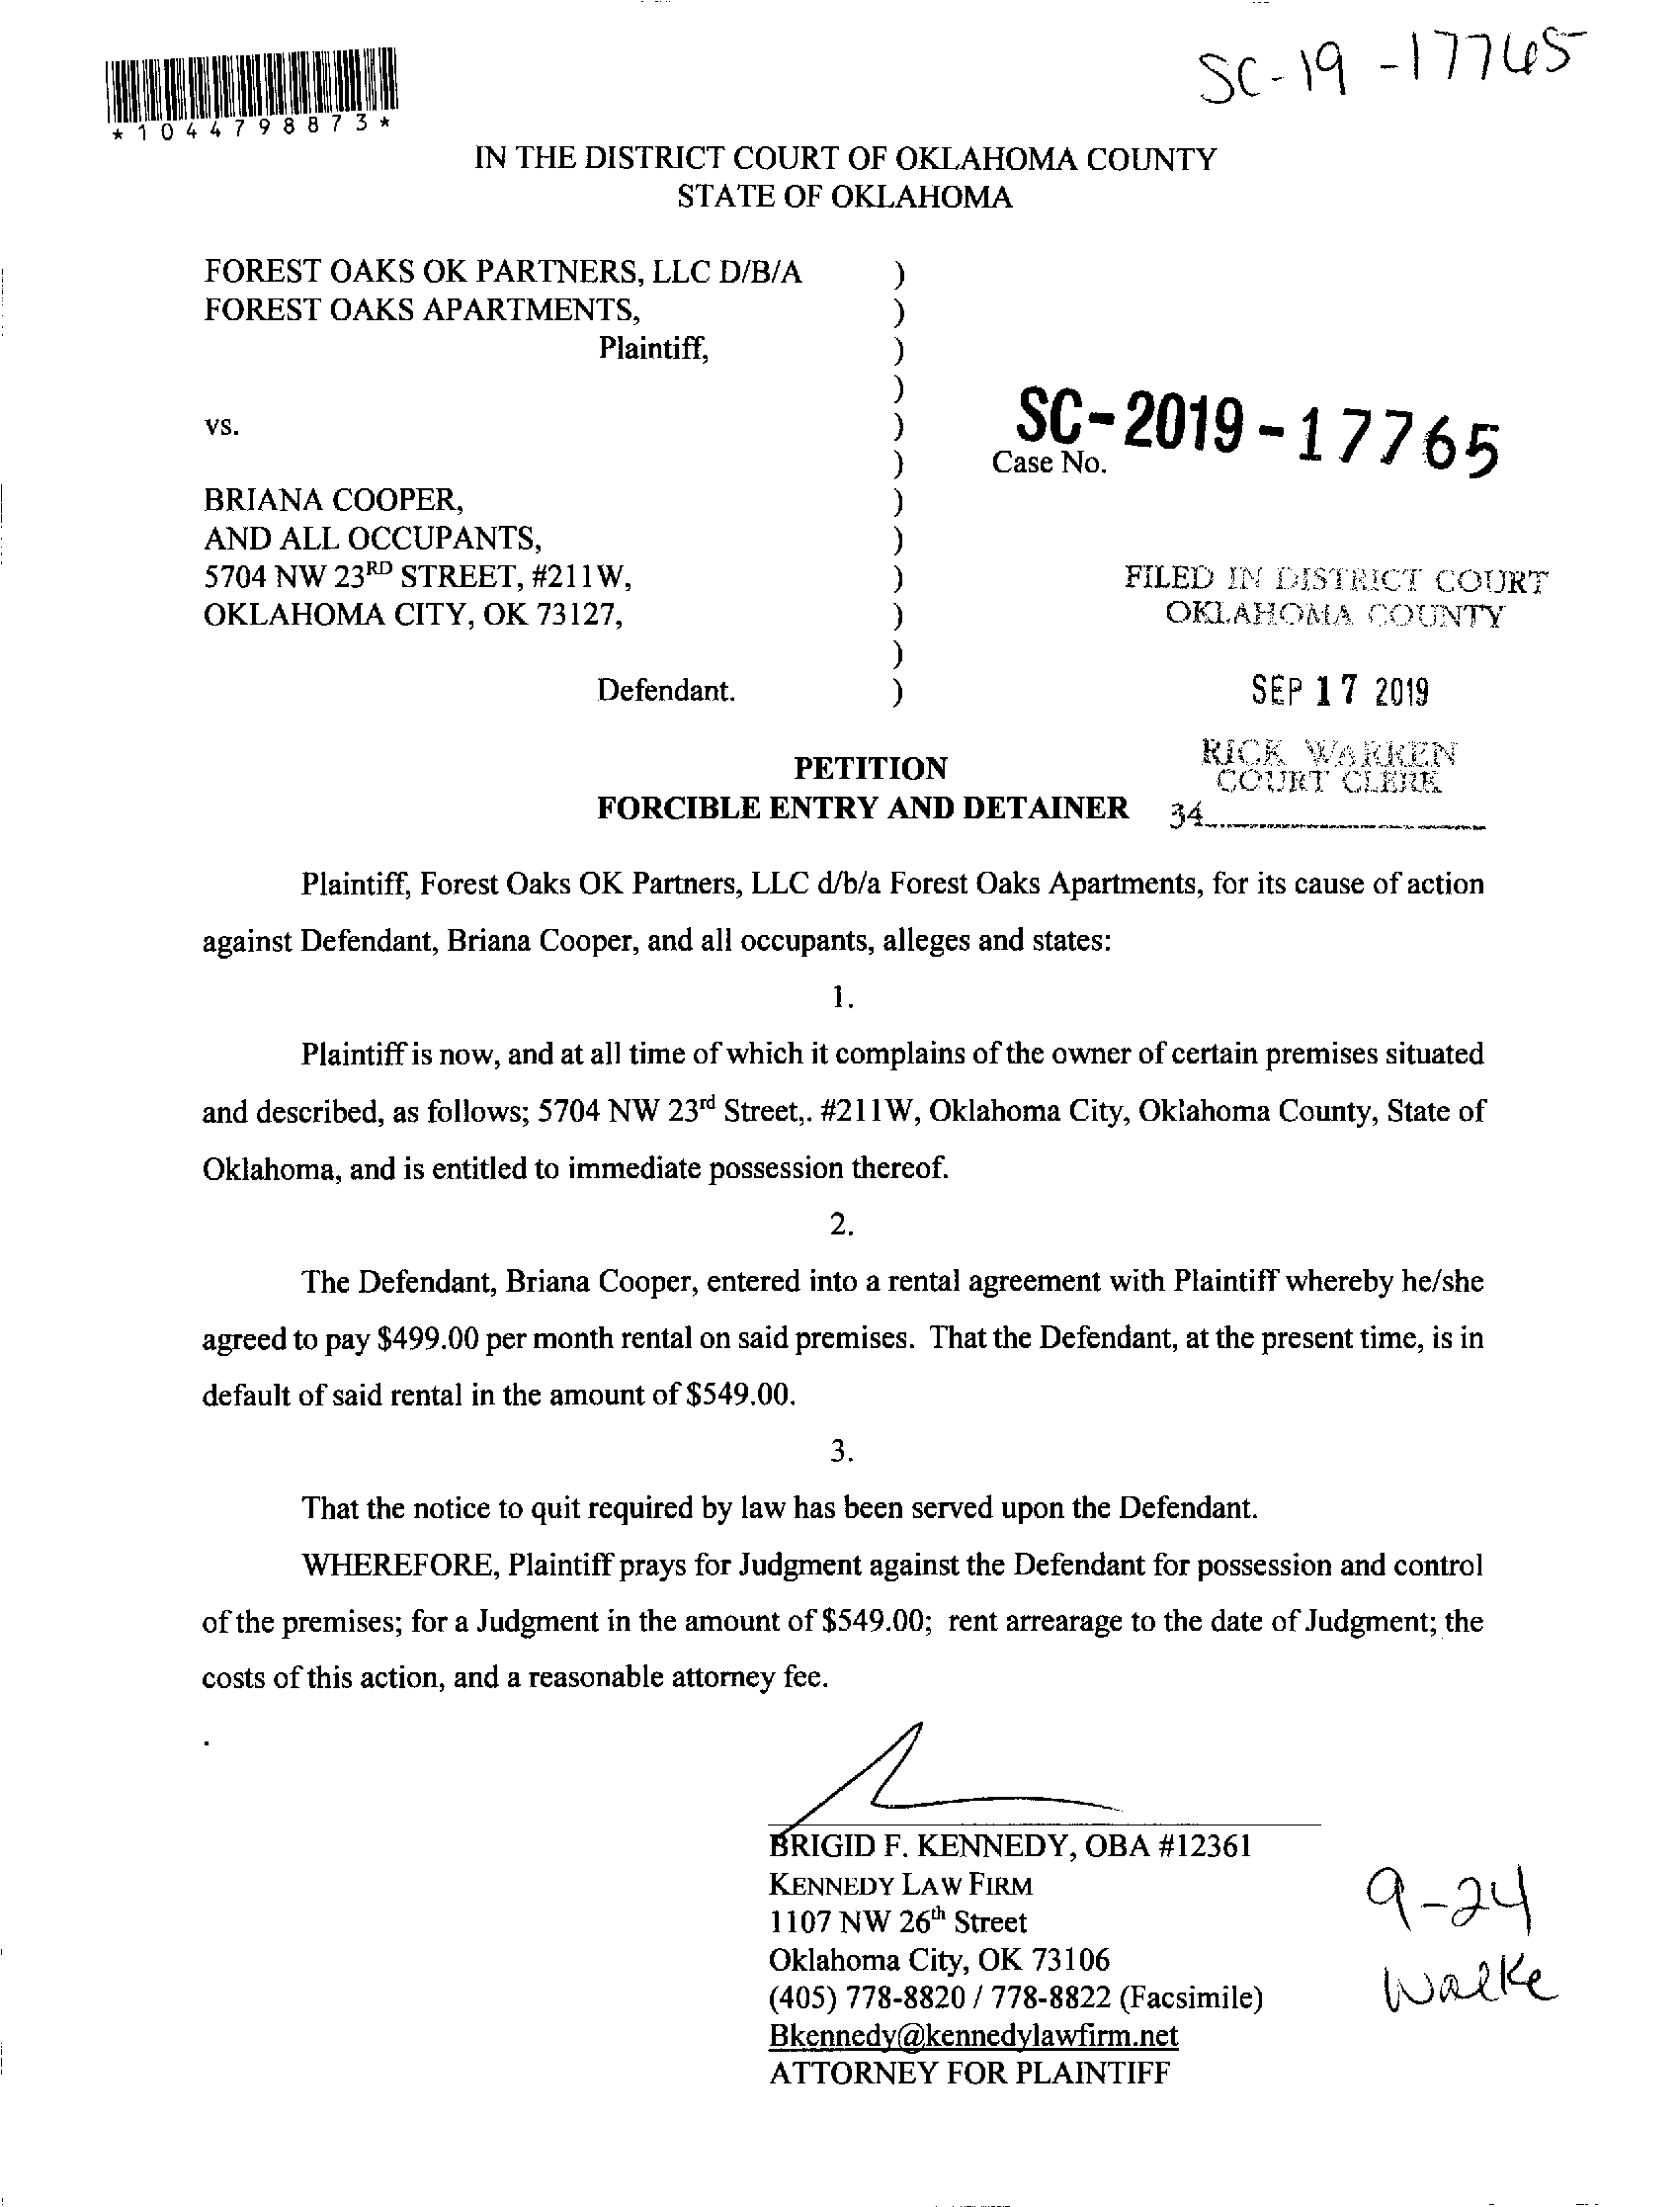 SC-19-17765
*1044798873*
IN THE DISTRICT COURT OF OKLAHOMA COUNTY
STATE OF OKLAHOMA
FOREST OAKS OK PARTNERS, LLC D/B/A )
FOREST OAKS APARTMENTS, )
Plaintiff, )
)
vs. )
SC-2019-17765
) Case No.
BRIANA COOPER, )
AND ALL OCCUPANTS, )
5704 NW 23RD STREET, #211W, ) FILED IN DISTRICT COURT
OKLAHOMA CITY, OK 73127, ) OKLAHOMA COUNTY
)
Defendant. ) SEP 17 2019
RICK WARREN
PETITION COURT CLERK
FORCIBLE ENTRY AND DETAINER 34
Plaintiff, Forest Oaks OK Partners, LLC d/b/a Forest Oaks Apartments, for its cause of action
against Defendant, Briana Cooper, and all occupants, alleges and states:
1.
Plaintiff is now, and at all time of which it complains of the owner of certain premises situated
and described, as follows; 5704 NW 23rd Street,. #211W, Oklahoma City, Oklahoma County, State of
Oklahoma, and is entitled to immediate possession thereof.
2.
The Defendant, Briana Cooper, entered into a rental agreement with Plaintiff whereby he/she
agreed to pay $499.00 per month rental on said premises. That the Defendant, at the present time, is in
default of said rental in the amount of $549.00.
3.
That the notice to quit required by law has been served upon the Defendant.
WHEREFORE, Plaintiff prays for Judgment against the Defendant for possession and control
of the premises; for a Judgment in the amount of $549.00; rent arrearage to the date of Judgment; the
costs of this action, and a reasonable attorney fee.
BRIGID F. KENNEDY, OBA #12361
KENNEDY LAW FIRM
1107 NW 26th Street
Oklahoma City, OK 73106
(405) 778-8820 / 778-8822 (Facsimile)
Bkennedy@kennedylawfirm.net
ATTORNEY FOR PLAINTIFF
9-24
Walke